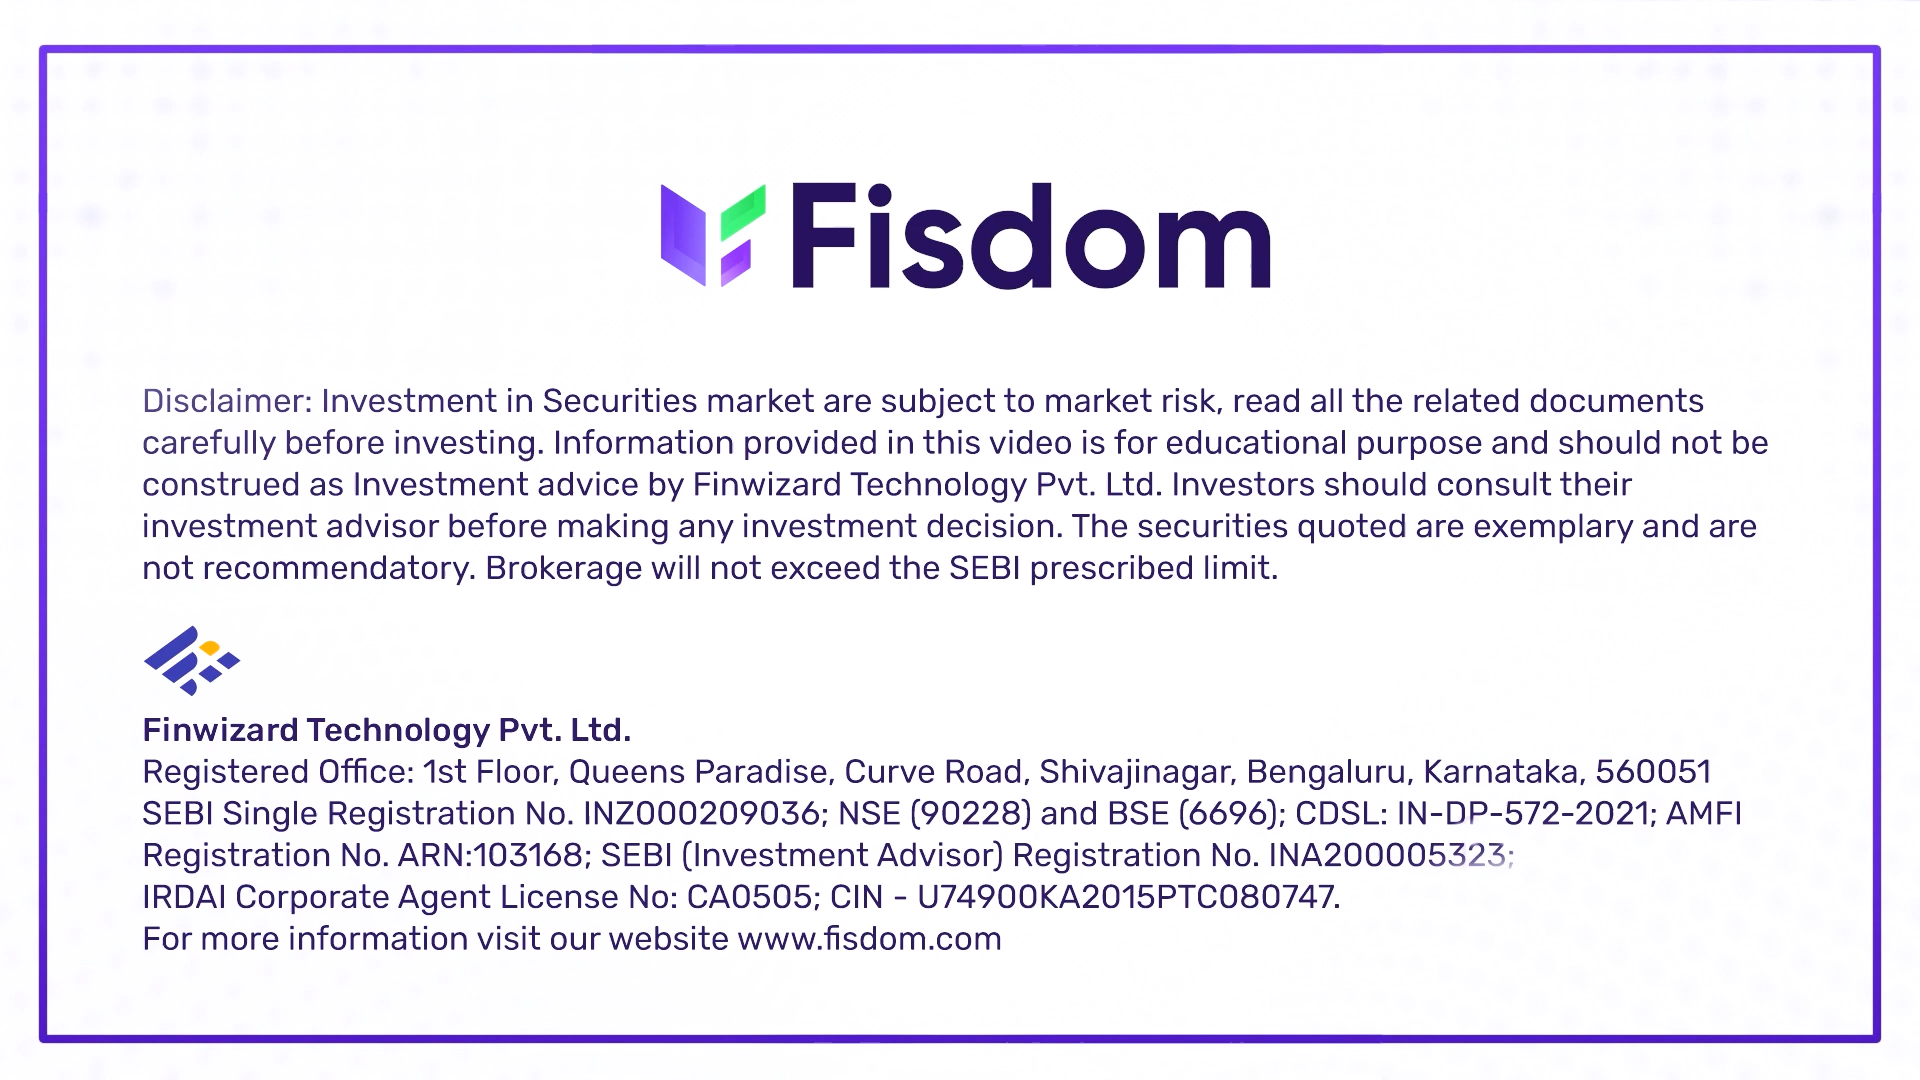 Fisdom
Disclaimer: Investment in Securities market are subject to market risk, read all the related documents
carefully before investing. Information provided in this video is for educational purpose and should not be
construed as Investment advice by Finwizard Technology Pvt. Ltd. Investors should consult their
investment advisor before making any investment decision. The securities quoted are exemplary and are
not recommendatory. Brokerage will not exceed the SEBI prescribed limit.
Finwizard Technology Pvt. Ltd.
Registered Office: 1st Floor, Queens Paradise, Curve Road, Shivajinagar, Bengaluru, Karnataka, 560051
SEBI Single Registration No. INZ000209036; NSE (90228) and BSE (6696); CDSL: IN-DP-572-2021; AMFI
Registration No. ARN:103168; SEBI (Investment Advisor) Registration No. INA200005323;
IRDAI Corporate Agent License No: CA0505; CIN - U74900KA2015PTC080747.
For more information visit our website www.fisdom.com